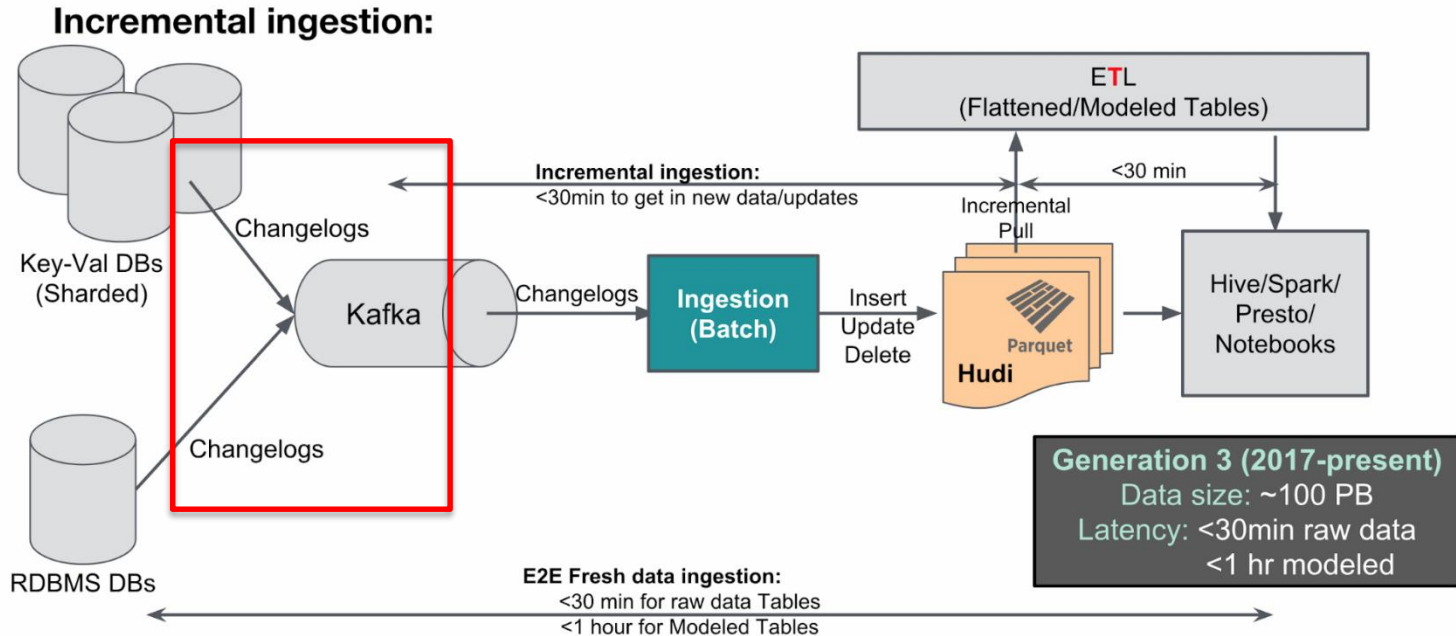 Incremental ingestion:
Key-Val DBs
(Sharded)
RDBMS DBs
Changelogs
Changelogs
Kafka
Changelogs
Incremental ingestion:
<30min to get in new data/updates
Ingestion
(Batch)
Insert
Update
Delete
Incremental
Pull
Parquet
Hudi
ETL
(Flattened/Modeled Tables)
<30 min
Hive/Spark/
Presto/
Notebooks
Generation 3 (2017-present)
Data size: ~100 PB
Latency: <30min raw data
<1 hr modeled
E2E Fresh data ingestion:
<30 min for raw data Tables
<1 hour for Modeled Tables